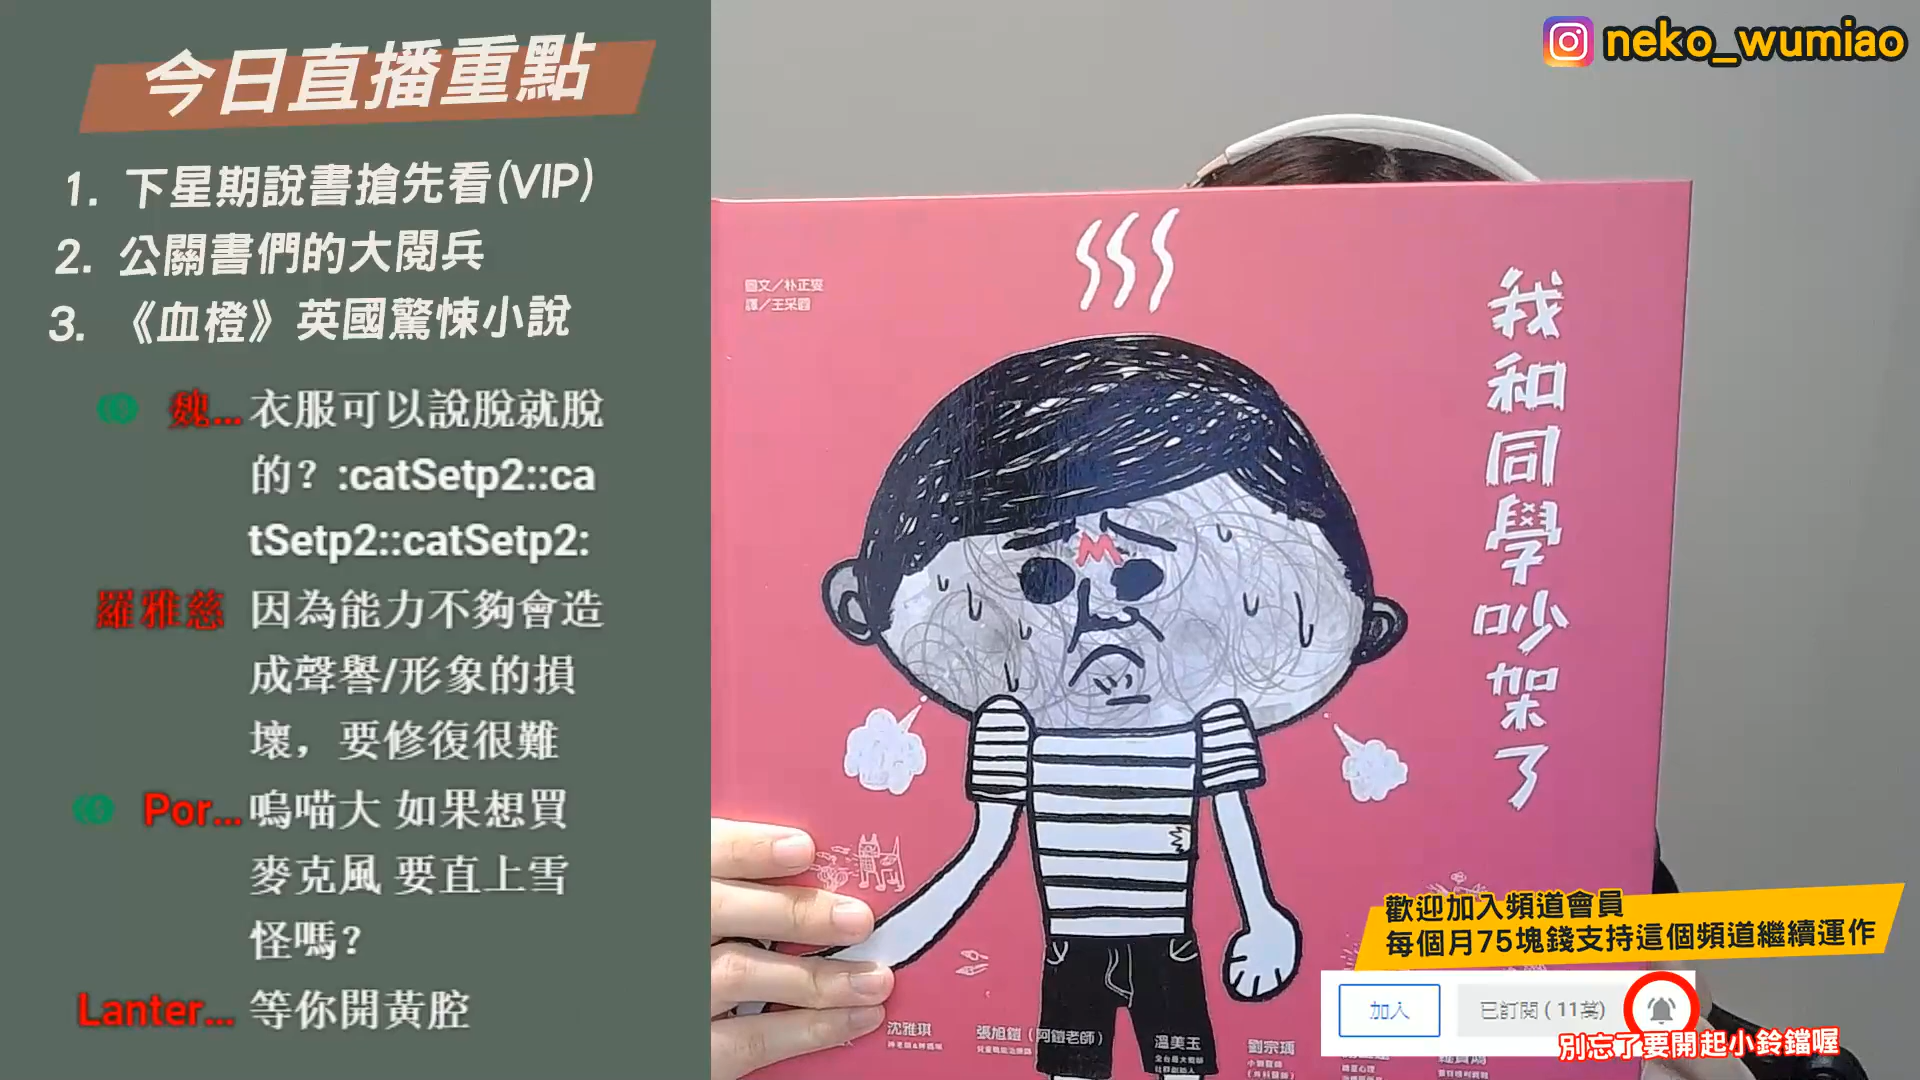 今日直播重點
1. 下星期說書搶先看(VIP)
2. 公關書們的大閱兵
3. 《血橙》英國驚悚小說
魏... 衣服可以說脫就脫
的？:catSetp2::ca
tSetp2::catSetp2:
羅雅慈 因為能力不夠會造
成聲譽/形象的損
壞，要修復很難
Por... 嗚喵大 如果想買
麥克風 要直上雪
怪嗎？
Lanter... 等你開黃腔
neko_wumiao
圖文／朴正燮
譯／王采圓
我和同學吵架了
M
沈雅琪
張旭鎧（阿鎧老師）
溫美玉
劉宗瑀
歡迎加入頻道會員
每個月75塊錢支持這個頻道繼續運作
加入
已訂閱 (11萬)
別忘了要開起小鈴鐺喔